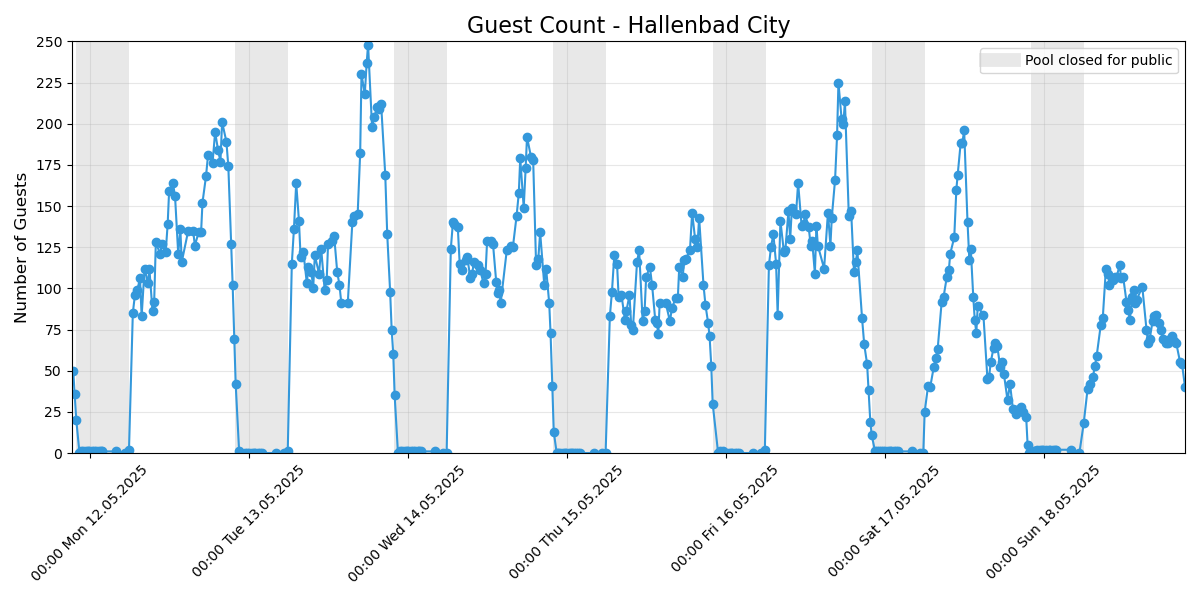 Guest Count - Hallenbad City
Pool closed for public
Number of Guests
250
225
200
175
150
125
100
75
50
25
0
00:00 Mon 12.05.2025
00:00 Tue 13.05.2025
00:00 Wed 14.05.2025
00:00 Thu 15.05.2025
00:00 Fri 16.05.2025
00:00 Sat 17.05.2025
00:00 Sun 18.05.2025